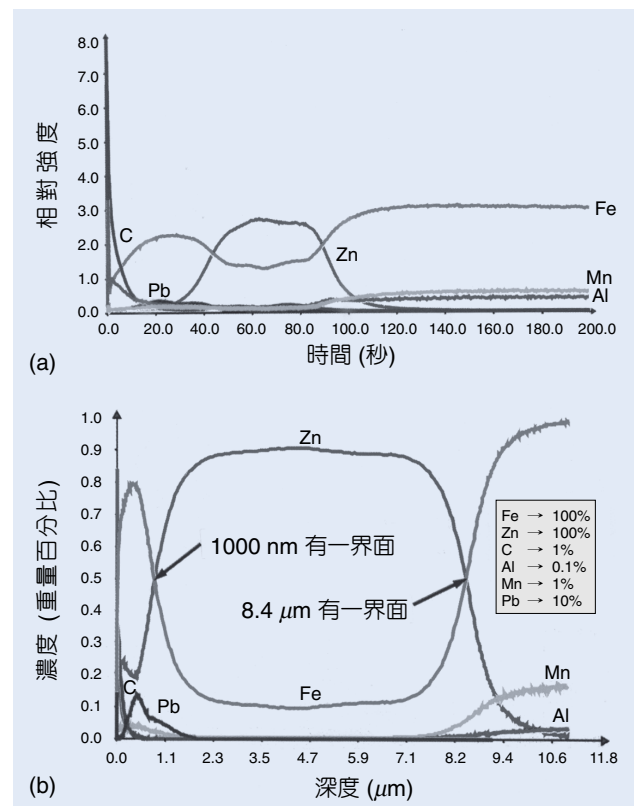 8.0
7.0
6.0
5.0
4.0
3.0
2.0
1.0
0.0
相對強度
C
Pb
Zn
Fe
Mn
Al
0.0 20.0 40.0 60.0 80.0 100.0 120.0 140.0 160.0 180.0 200.0
時間 (秒)
(a)
1.0
0.9
0.8
0.7
0.6
0.5
0.4
0.3
0.2
0.1
0.0
濃度 (重量百分比)
Zn
1000 nm 有一界面
8.4 μm 有一界面
Fe → 100%
Zn → 100%
C → 1%
Al → 0.1%
Mn → 1%
Pb → 10%
C
Pb
Fe
Mn
Al
0.0 1.1 2.3 3.5 4.7 5.9 7.1 8.2 9.4 10.6 11.8
深度 (μm)
(b)